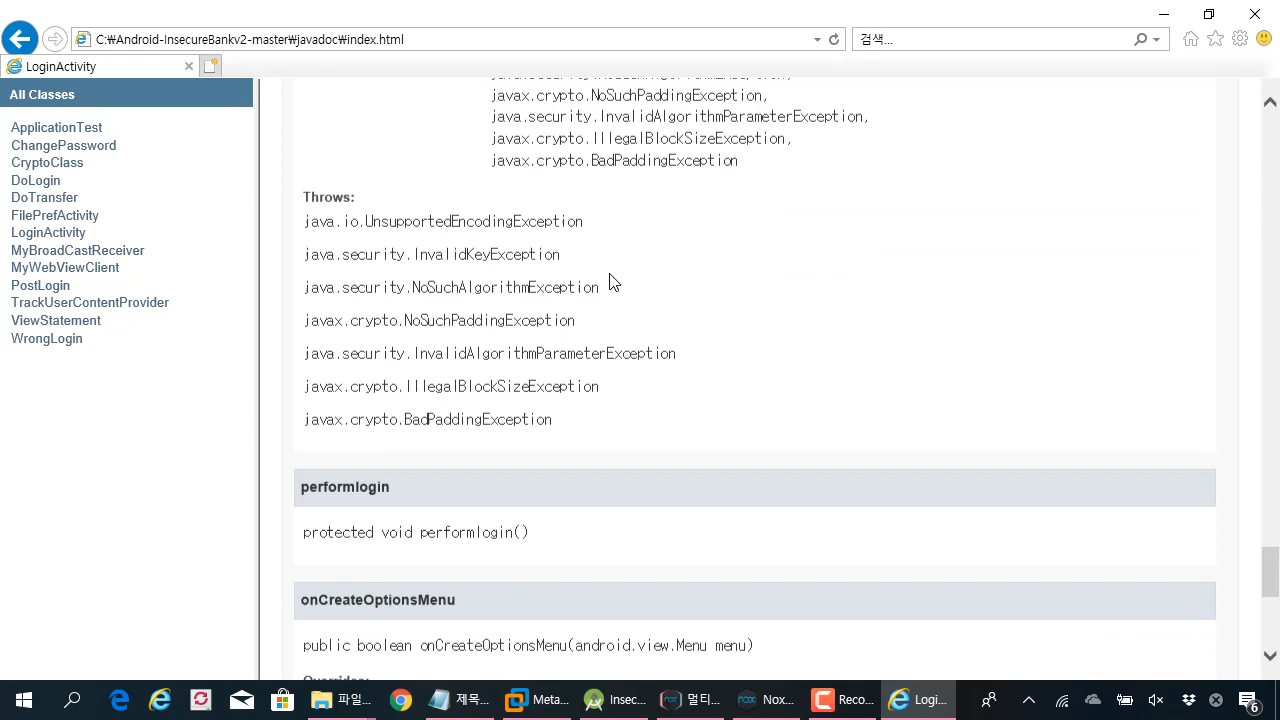 C:₩Android-InsecureBankv2-master₩javadoc₩index.html
검색...
LoginActivity
All Classes
ApplicationTest
ChangePassword
CryptoClass
DoLogin
DoTransfer
FilePrefActivity
LoginActivity
MyBroadCastReceiver
MyWebViewClient
PostLogin
TrackUserContentProvider
ViewStatement
WrongLogin
javax.crypto.NoSuchPaddingException,
java.security.InvalidAlgorithmParameterException,
javax.crypto.IllegalBlockSizeException,
javax.crypto.BadPaddingException
Throws:
java.io.UnsupportedEncodingException
java.security.InvalidKeyException
java.security.NoSuchAlgorithmException
javax.crypto.NoSuchPaddingException
java.security.InvalidAlgorithmParameterException
javax.crypto.IllegalBlockSizeException
javax.crypto.BadPaddingException
performlogin
protected void performlogin()
onCreateOptionsMenu
public boolean onCreateOptionsMenu(android.view.Menu menu)
파일... 제목... Meta... Insec... 멀티... Nox... Reco... Logi... 6